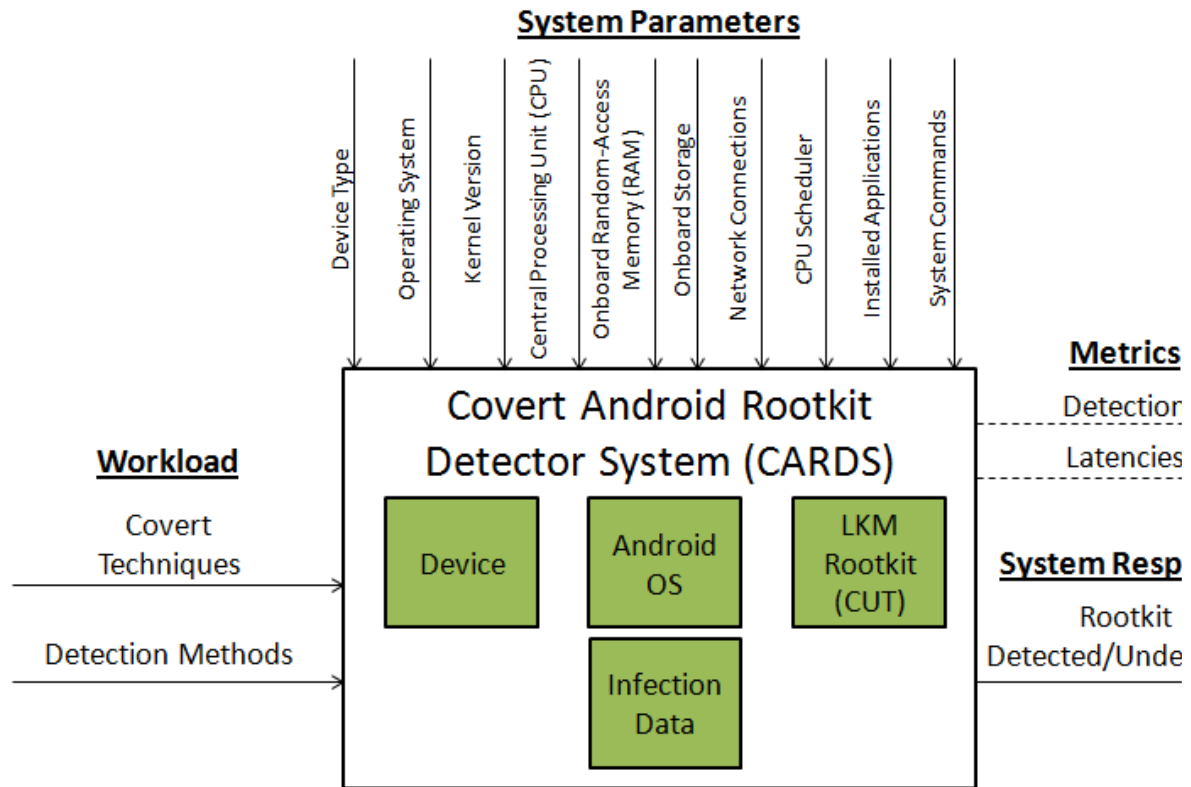 System Parameters
Device Type
Operating System
Kernel Version
Central Processing Unit (CPU)
Onboard Random-Access
Memory (RAM)
Onboard Storage
Network Connections
CPU Scheduler
Installed Applications
System Commands
Covert Android Rootkit
Detector System (CARDS)
Device
Android
OS
LKM
Rootkit
(CUT)
Infection
Data
Workload
Covert
Techniques
Detection Methods
Metrics
Detection
Latencies
System Resp
Rootkit
Detected/Unde